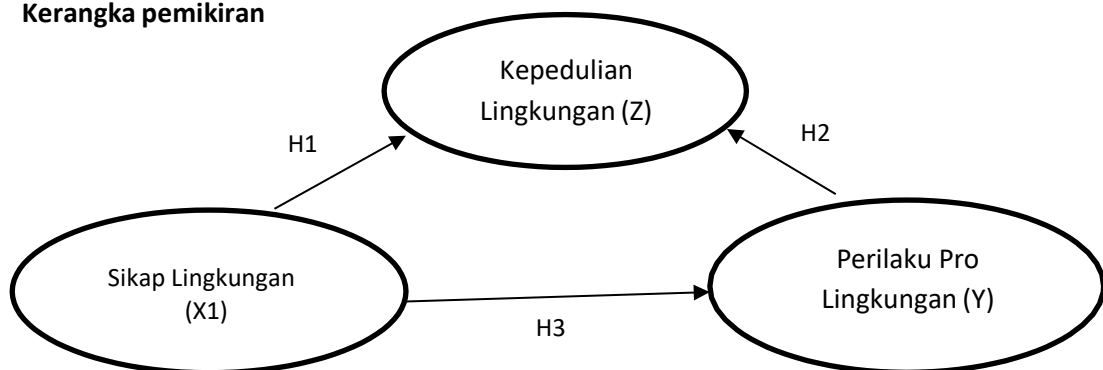 Kerangka pemikiran
Kepedulian
Lingkungan (Z)
H1
H2
Sikap Lingkungan
(X1)
Perilaku Pro
Lingkungan (Y)
H3